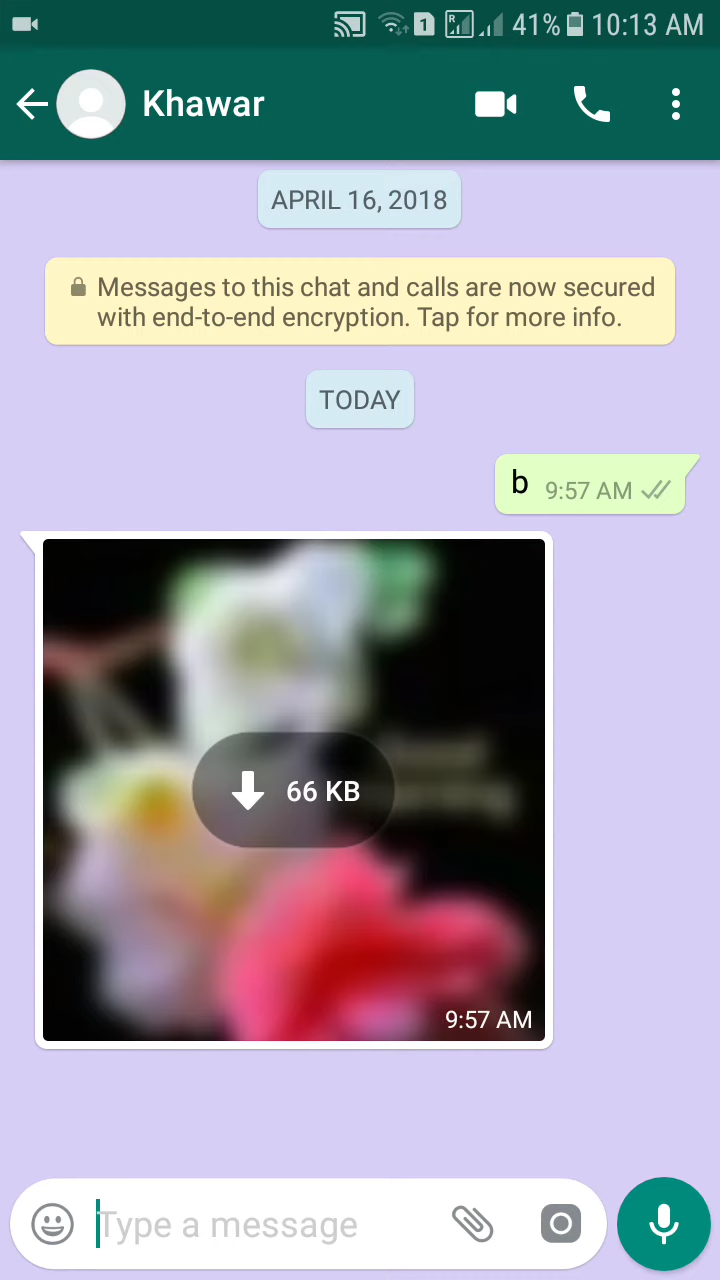 1 R 41% 10:13 AM
Khawar
APRIL 16, 2018
Messages to this chat and calls are now secured
with end-to-end encryption. Tap for more info.
TODAY
b 9:57 AM
66 KB
9:57 AM
Type a message